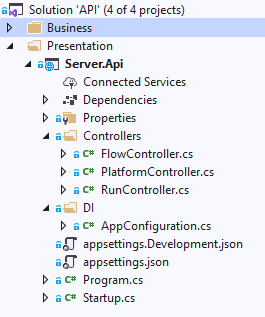 Solution 'API' (4 of 4 projects)
Business
Presentation
Server.Api
Connected Services
Dependencies
Properties
Controllers
C# FlowController.cs
C# PlatformController.cs
C# RunController.cs
DI
C# AppConfiguration.cs
appsettings.Development.json
appsettings.json
C# Program.cs
C# Startup.cs